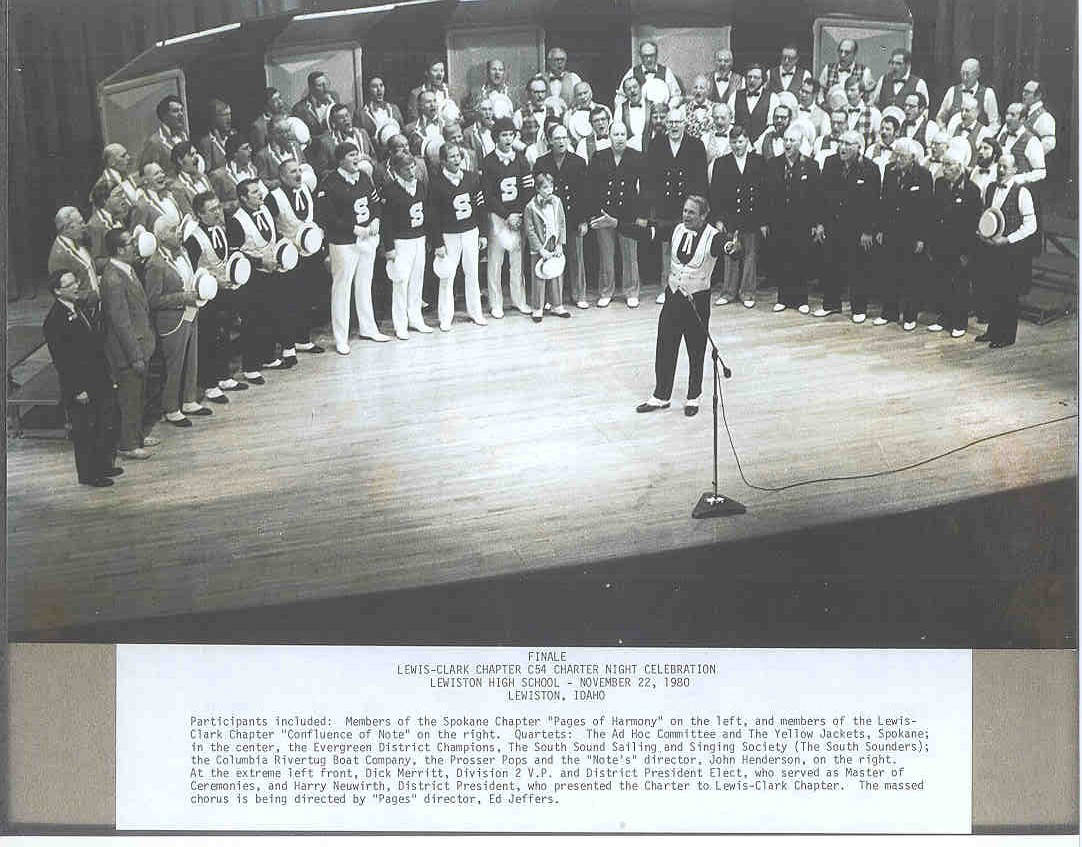 S
S
S
S
FINALE
LEWIS-CLARK CHAPTER C54 CHARTER NIGHT CELEBRATION
LEWISTON HIGH SCHOOL - NOVEMBER 22, 1980
LEWISTON, IDAHO
Participants included: Members of the Spokane Chapter "Pages of Harmony" on the left, and members of the Lewis-
Clark Chapter "Confluence of Note" on the right. Quartets: The Ad Hoc Committee and The Yellow Jackets, Spokane;
in the center, the Evergreen District Champions, The South Sound Sailing and Singing Society (The South Sounders);
the Columbia Rivertug Boat Company, the Prosser Pops and the "Note's" director, John Henderson, on the right.
At the extreme left front, Dick Merritt, Division 2 V.P. and District President Elect, who served as Master of
Ceremonies, and Harry Neuwirth, District President, who presented the Charter to Lewis-Clark Chapter. The massed
chorus is being directed by "Pages" director, Ed Jeffers.